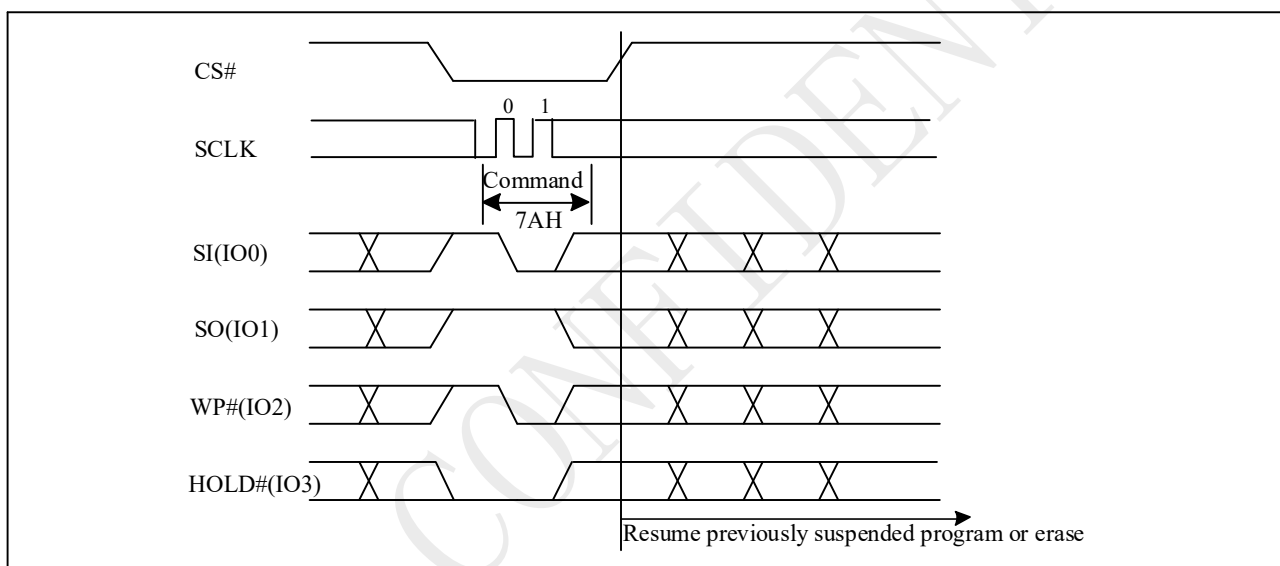 CS#
0 1
SCLK
Command
7AH
SI(IO0)
SO(IO1)
WP#(IO2)
HOLD#(IO3)
Resume previously suspended program or erase
CONFIDENT